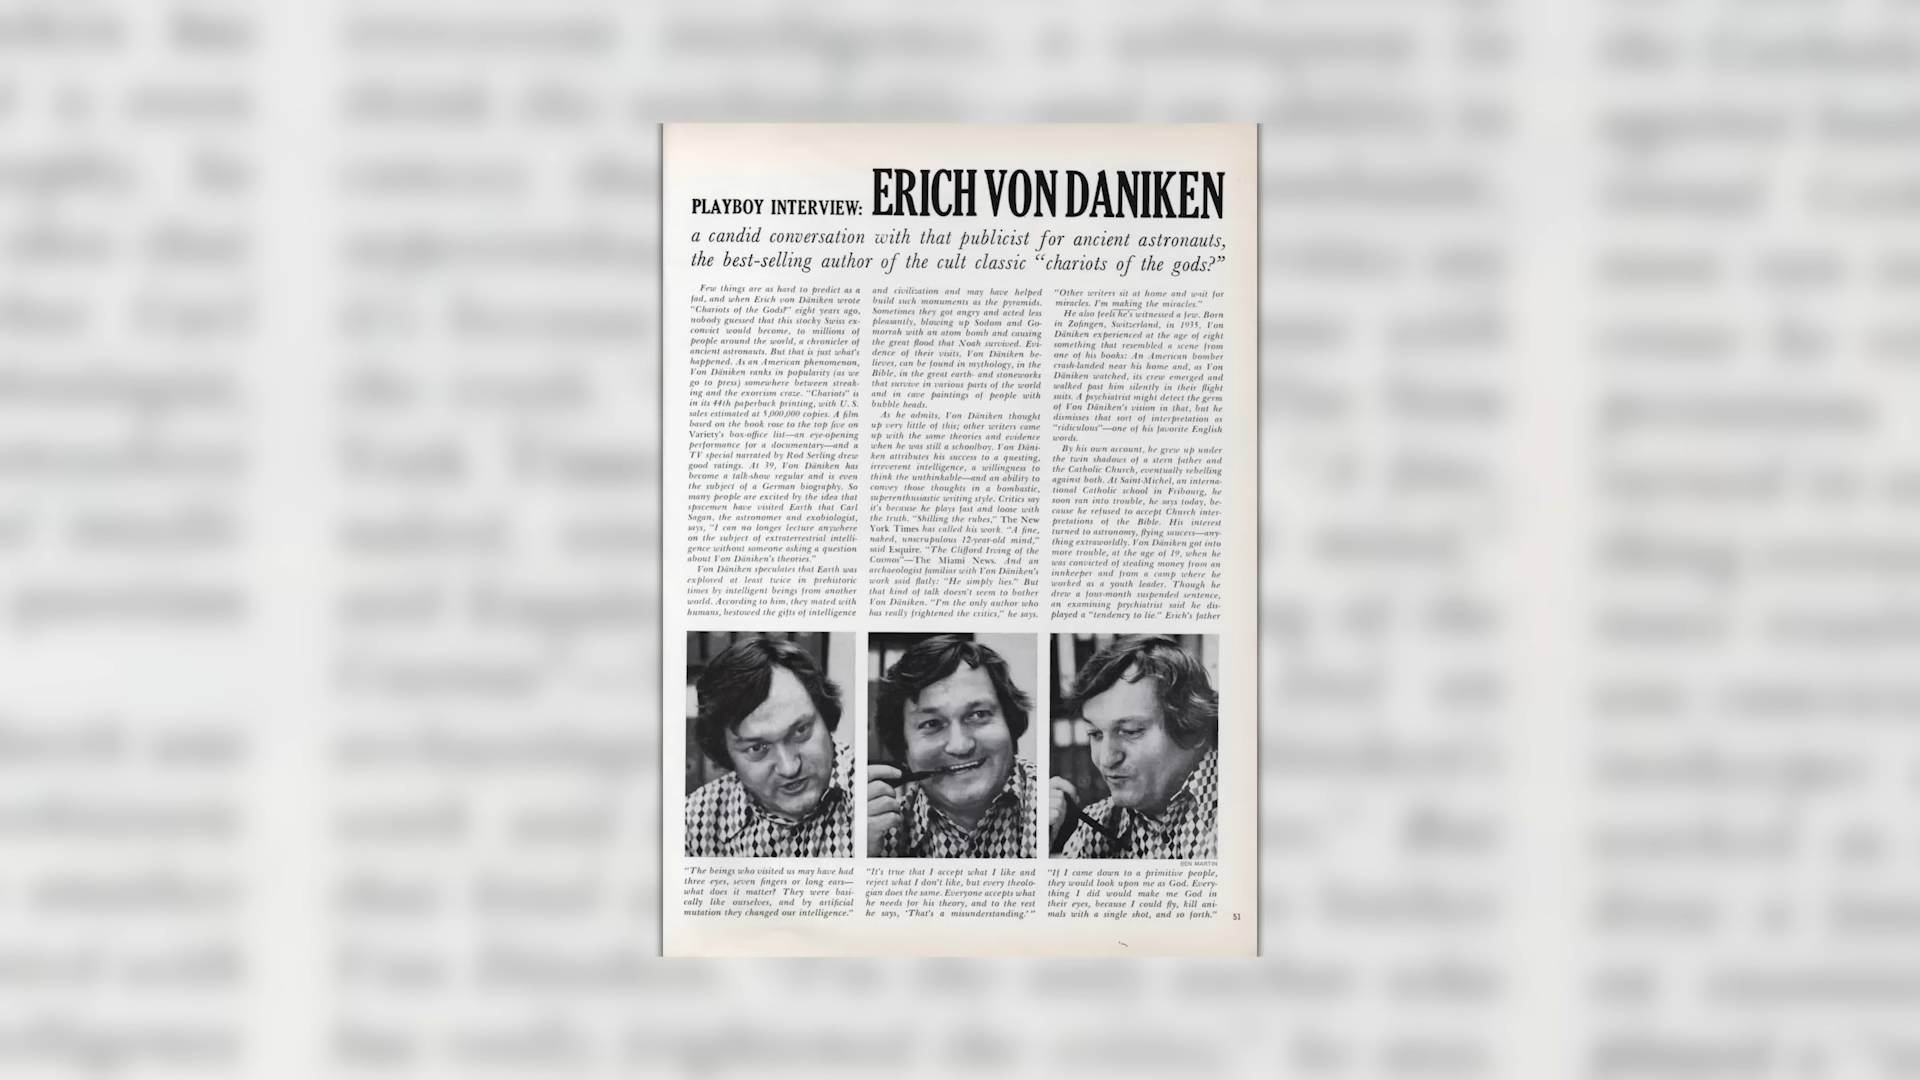 PLAYBOY INTERVIEW: ERICH VON DANIKEN
a candid conversation with that publicist for ancient astronauts,
the best-selling author of the cult classic “chariots of the gods?”
Few things are as hard to predict as a
fad, and when Erich von Däniken wrote
“Chariots of the Gods?” eight years ago,
nobody guessed that this stocky Swiss ex-
convict would become, to millions of
people around the world, a chronicler of
ancient astronauts. But that is just what's
happened. As an American phenomenon,
Von Däniken ranks in popularity (as we
go to press) somewhere between streak-
ing and the exorcism craze. “Chariots” is
in its 44th paperback printing, with U. S.
sales estimated at 5,000,000 copies. A film
based on the book rose to the top five on
Variety's box-office list—an eye-opening
performance for a documentary—and a
TV special narrated by Rod Serling drew
good ratings. At 39, Von Däniken has
become a talk-show regular and is even
the subject of a German biography. So
many people are excited by the idea that
spacemen have visited Earth that Carl
Sagan, the astronomer and exobiologist,
says, “I can no longer lecture anywhere
on the subject of extraterrestrial intelli-
gence without someone asking a question
about Von Däniken's theories.”
Von Däniken speculates that Earth was
explored at least twice in prehistoric
times by intelligent beings from another
world. According to him, they mated with
humans, bestowed the gifts of intelligence
and civilization and may have helped
build such monuments as the pyramids.
Sometimes they got angry and acted less
pleasantly, blowing up Sodom and Go-
morrah with an atom bomb and causing
the great flood that Noah survived. Evi-
dence of their visits, Von Däniken be-
lieves, can be found in mythology, in the
Bible, in the great earth- and stoneworks
that survive in various parts of the world
and in cave paintings of people with
bubble heads.
As he admits, Von Däniken thought
up very little of this; other writers came
up with the same theories and evidence
when he was still a schoolboy. Von Däni-
ken attributes his success to a questing,
irreverent intelligence, a willingness to
think the unthinkable—and an ability to
convey those thoughts in a bombastic,
superenthusiastic writing style. Critics say
it's because he plays fast and loose with
the truth. “Shilling the rubes,” The New
York Times has called his work. “A fine,
naked, unscrupulous 12-year-old mind,”
said Esquire. “The Clifford Irving of the
Cosmos”—The Miami News. And an
archaeologist familiar with Von Däniken's
work said flatly: “He simply lies.” But
that kind of talk doesn't seem to bother
Von Däniken. “I'm the only author who
has really frightened the critics,” he says.
“Other writers sit at home and wait for
miracles. I'm making the miracles.”
He also feels he's witnessed a few. Born
in Zofingen, Switzerland, in 1935, Von
Däniken experienced at the age of eight
something that resembled a scene from
one of his books: An American bomber
crash-landed near his home and, as Von
Däniken watched, its crew emerged and
walked past him silently in their flight
suits. A psychiatrist might detect the germ
of Von Däniken's vision in that, but he
dismisses that sort of interpretation as
“ridiculous”—one of his favorite English
words.
By his own account, he grew up under
the twin shadows of a stern father and
the Catholic Church, eventually rebelling
against both. At Saint-Michel, an interna-
tional Catholic school in Fribourg, he
soon ran into trouble, he says today, be-
cause he refused to accept Church inter-
pretations of the Bible. His interest
turned to astronomy, flying saucers—any-
thing extraworldly. Von Däniken got into
more trouble, at the age of 19, when he
was convicted of stealing money from an
innkeeper and from a camp where he
worked as a youth leader. Though he
drew a four-month suspended sentence,
an examining psychiatrist said he dis-
played a “tendency to lie.” Erich's father
BEN MARTIN
“The beings who visited us may have had
three eyes, seven fingers or long ears—
what does it matter? They were basi-
cally like ourselves, and by artificial
mutation they changed our intelligence.”
“It's true that I accept what I like and
reject what I don't like, but every theolo-
gian does the same. Everyone accepts what
he needs for his theory, and to the rest
he says, ‘That's a misunderstanding.’”
“If I came down to a primitive people,
they would look upon me as God. Every-
thing I did would make me God in
their eyes, because I could fly, kill ani-
mals with a single shot, and so forth.”
51